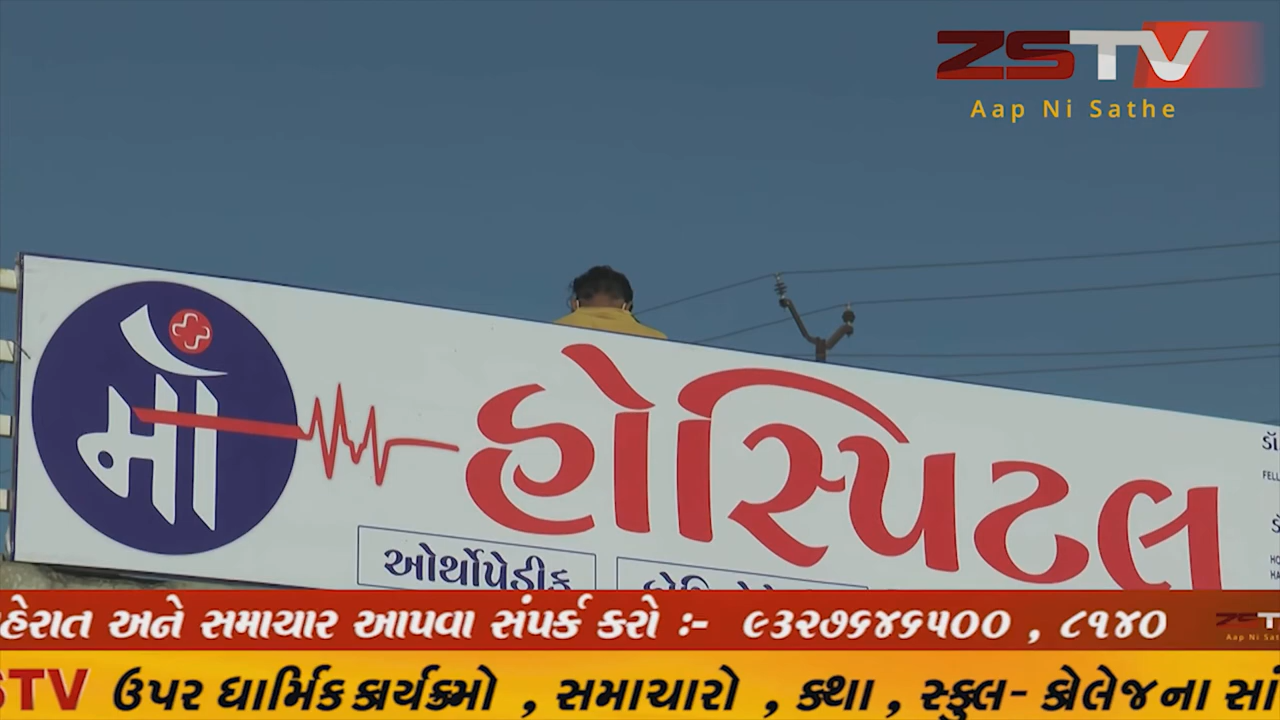 ZSTV
Aap Ni Sathe
માઁ હોસ્પિટલ
ઓર્થોપેડીક
અને સમાચાર આપવા સંપર્ક કરો :- ૯૩૨૭૬૪૬૫૦૦ , ૮૧૪૦
ZSTV ઉપર ધાર્મિક કાર્યક્રમો , સમાચારો , કથા , સ્કુલ- કોલેજના